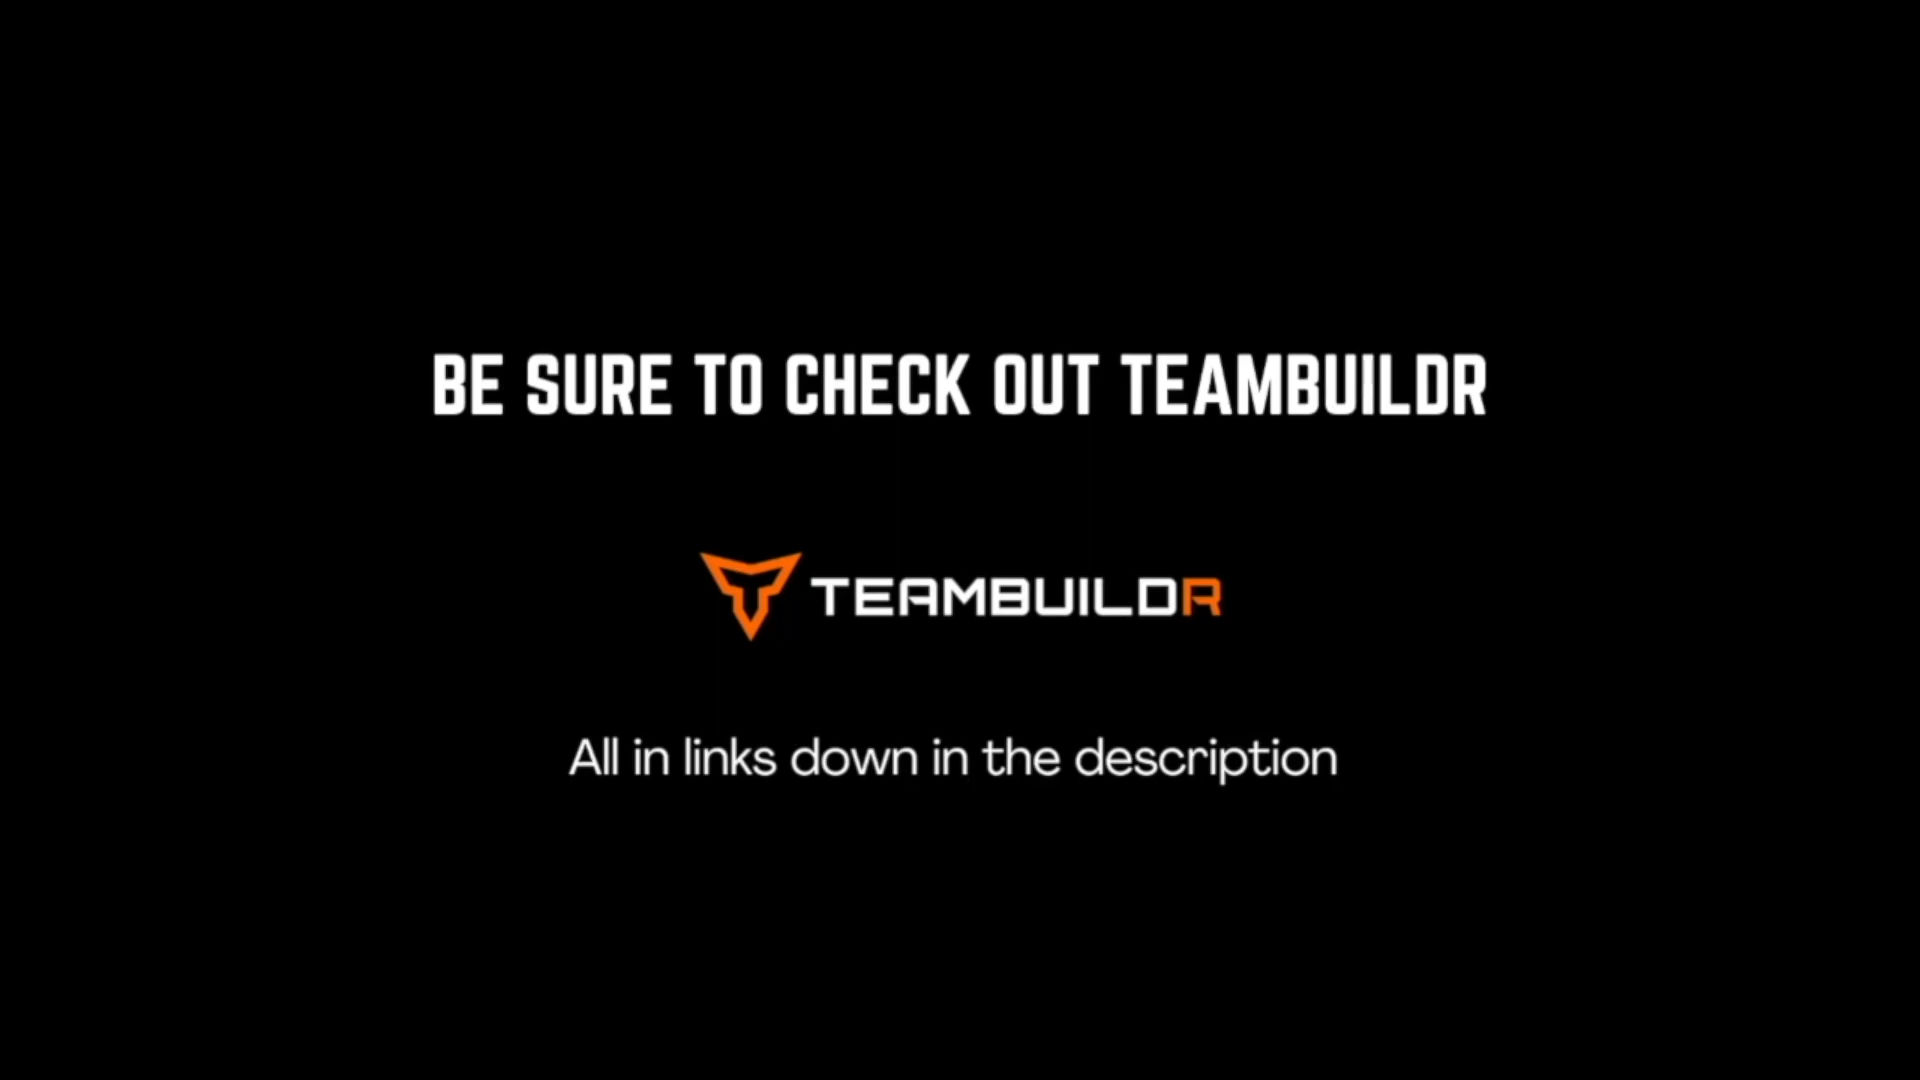 BE SURE TO CHECK OUT TEAMBUILDR
TEAMBUILDR
All in links down in the description